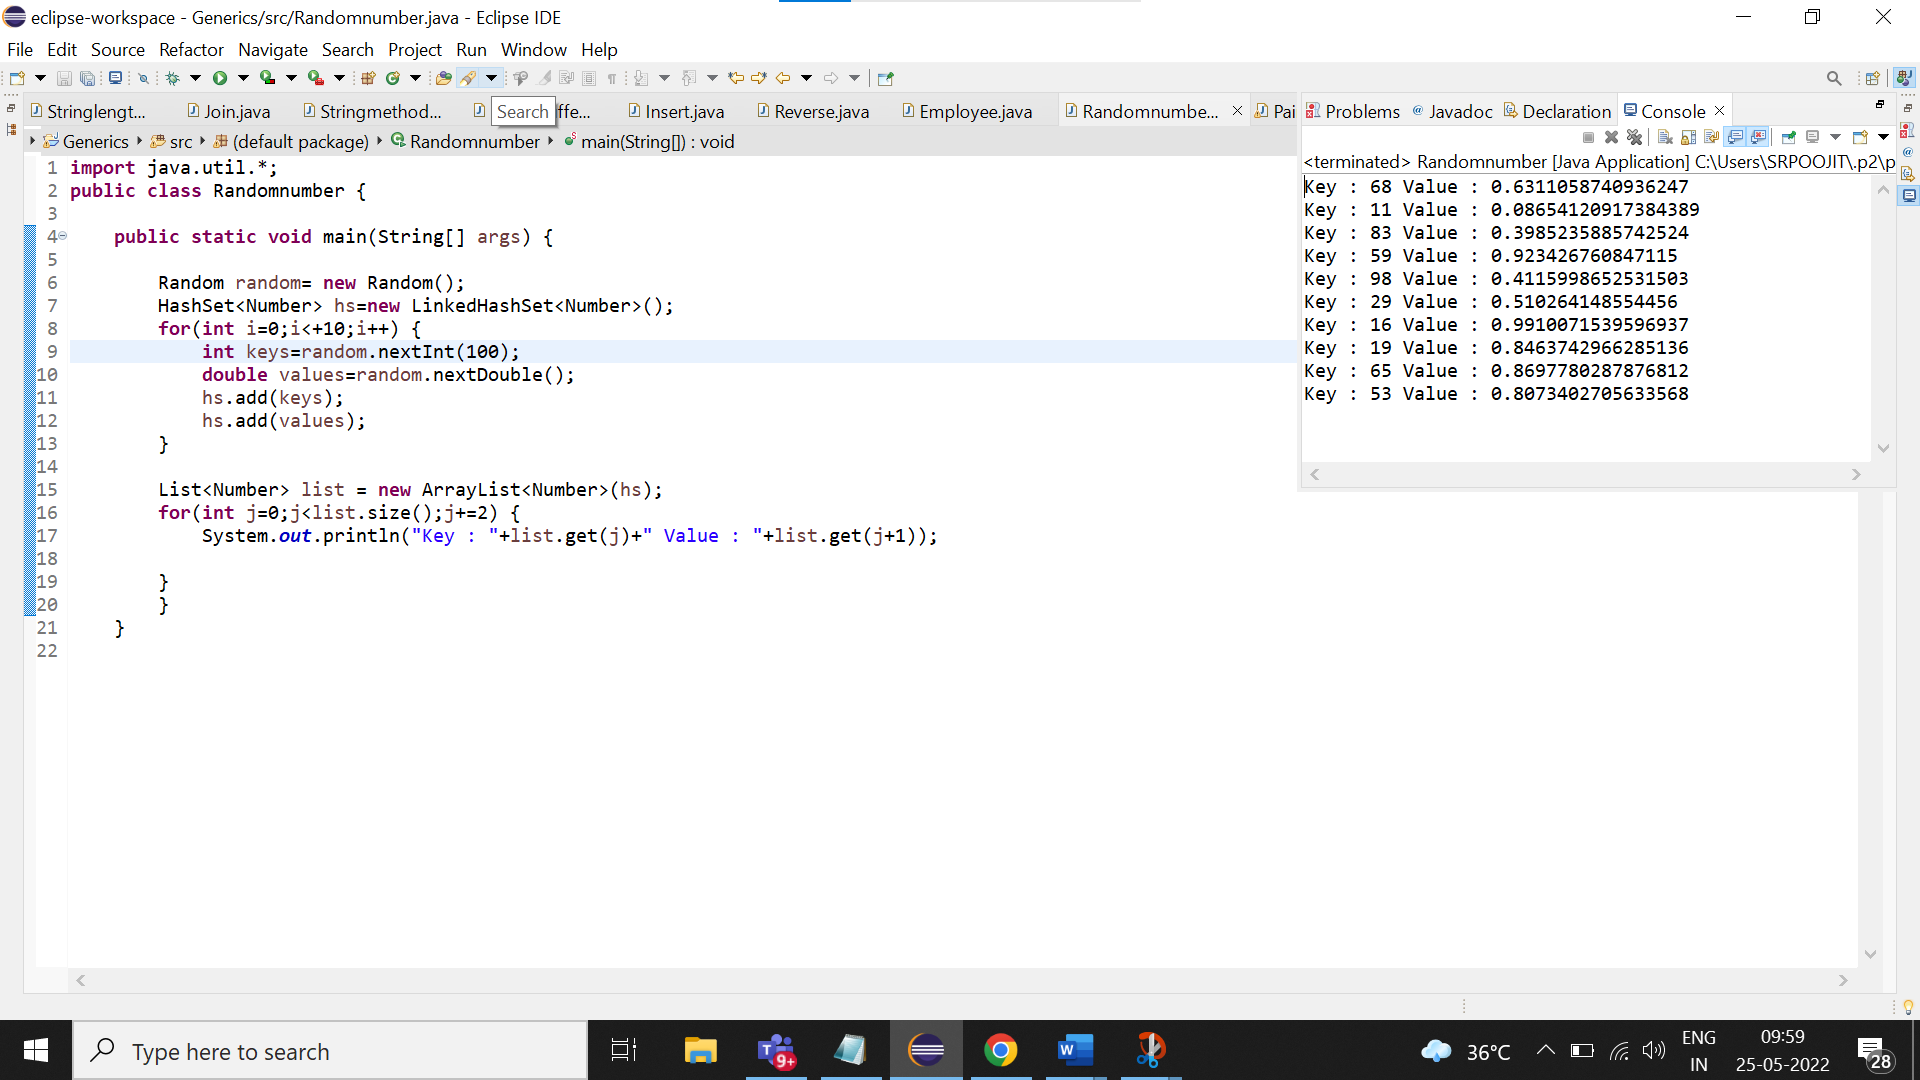 eclipse-workspace - Generics/src/Randomnumber.java - Eclipse IDE
File Edit Source Refactor Navigate Search Project Run Window Help
Stringlengt... Join.java Stringmethod... Search ffe... Insert.java Reverse.java Employee.java Randomnumbe... Pai
Generics src (default package) Randomnumber main(String[]) : void
1 import java.util.*;
2 public class Randomnumber {
3
4 public static void main(String[] args) {
5
6 Random random= new Random();
7 HashSet<Number> hs=new LinkedHashSet<Number>();
8 for(int i=0;i<+10;i++) {
9 int keys=random.nextInt(100);
10 double values=random.nextDouble();
11 hs.add(keys);
12 hs.add(values);
13 }
14
15 List<Number> list = new ArrayList<Number>(hs);
16 for(int j=0;j<list.size();j+=2) {
17 System.out.println("Key : "+list.get(j)+" Value : "+list.get(j+1));
18
19 }
20 }
21 }
22
Problems Javadoc Declaration Console
<terminated> Randomnumber [Java Application] C:\Users\SRPOOJIT\.p2\p
Key : 68 Value : 0.6311058740936247
Key : 11 Value : 0.08654120917384389
Key : 83 Value : 0.3985235885742524
Key : 59 Value : 0.923426760847115
Key : 98 Value : 0.4115998652531503
Key : 29 Value : 0.510264148554456
Key : 16 Value : 0.9910071539596937
Key : 19 Value : 0.8463742966285136
Key : 65 Value : 0.8697780287876812
Key : 53 Value : 0.8073402705633568
Type here to search
9+
36°C
ENG
IN
09:59
25-05-2022
28